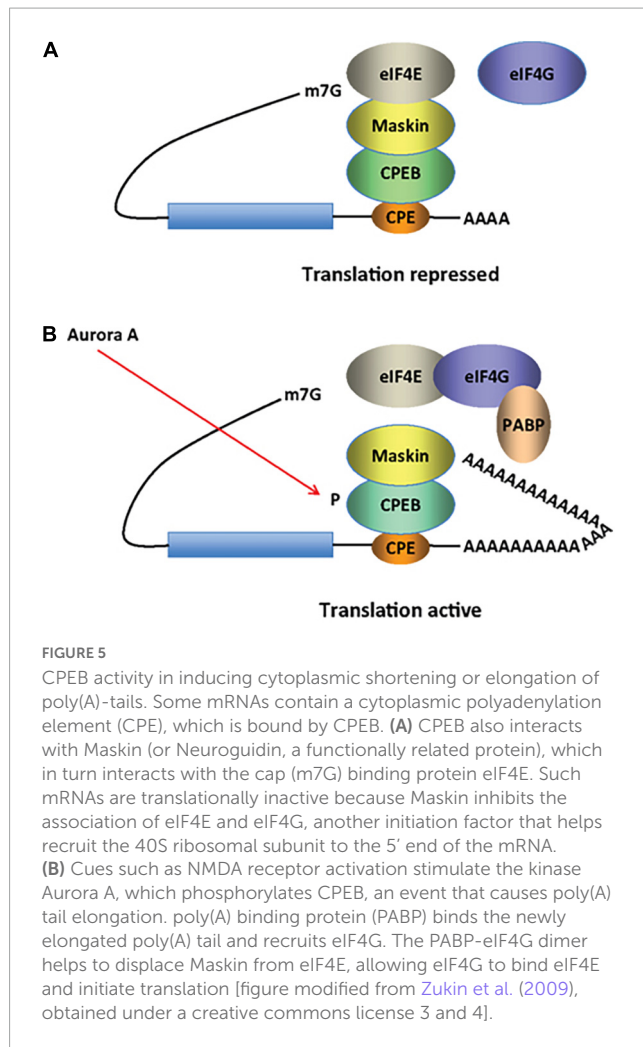 A
eIF4E
eIF4G
m7G
Maskin
CPEB
CPE
AAAA
Translation repressed
B
Aurora A
eIF4E
eIF4G
m7G
PABP
Maskin
AAAAAAAAAAAAA
P
CPEB
AAA
CPE
AAAAAAAAAA
Translation active
FIGURE 5
CPEB activity in inducing cytoplasmic shortening or elongation of
poly(A)-tails. Some mRNAs contain a cytoplasmic polyadenylation
element (CPE), which is bound by CPEB. (A) CPEB also interacts
with Maskin (or Neuroguidin, a functionally related protein), which
in turn interacts with the cap (m7G) binding protein eIF4E. Such
mRNAs are translationally inactive because Maskin inhibits the
association of eIF4E and eIF4G, another initiation factor that helps
recruit the 40S ribosomal subunit to the 5′ end of the mRNA.
(B) Cues such as NMDA receptor activation stimulate the kinase
Aurora A, which phosphorylates CPEB, an event that causes poly(A)
tail elongation. poly(A) binding protein (PABP) binds the newly
elongated poly(A) tail and recruits eIF4G. The PABP-eIF4G dimer
helps to displace Maskin from eIF4E, allowing eIF4G to bind eIF4E
and initiate translation [figure modified from Zukin et al. (2009),
obtained under a creative commons license 3 and 4].